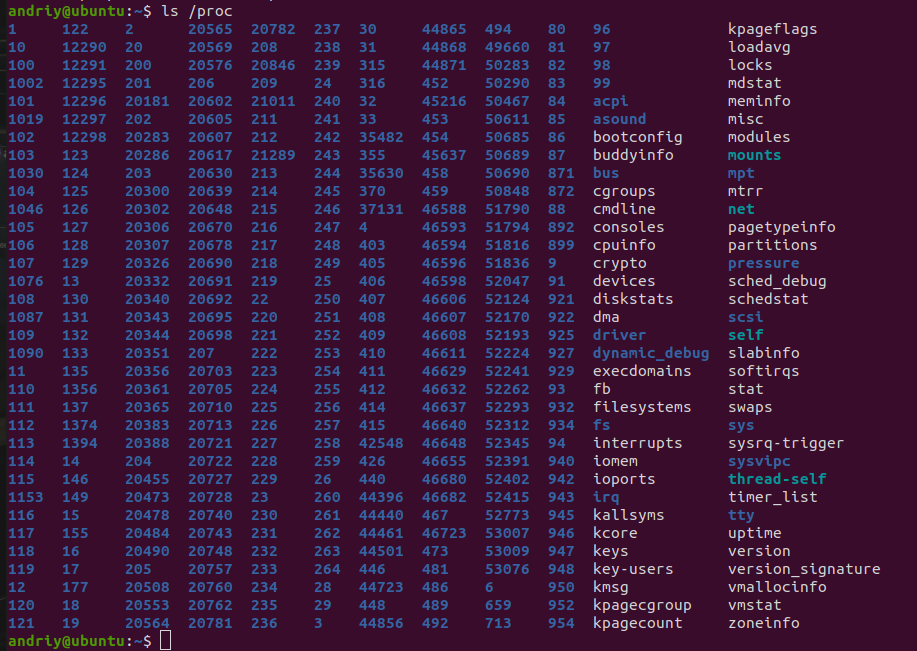 andriy@ubuntu:~$ ls /proc
1 122 2 20565 20782 237 30 44865 494 80 96 kpageflags
10 12290 20 20569 208 238 31 44868 49660 81 97 loadavg
100 12291 200 20576 20846 239 315 44871 50283 82 98 locks
1002 12295 201 206 209 24 316 452 50290 83 99 mdstat
101 12296 20181 20602 21011 240 32 45216 50467 84 acpi meminfo
1019 12297 202 20605 211 241 33 453 50611 85 asound misc
102 12298 20283 20607 212 242 35482 454 50685 86 bootconfig modules
103 123 20286 20617 21289 243 355 45637 50689 87 buddyinfo mounts
1030 124 203 20630 213 244 35630 458 50690 871 bus mpt
104 125 20300 20639 214 245 370 459 50848 872 cgroups mtrr
1046 126 20302 20648 215 246 37131 46588 51790 88 cmdline net
105 127 20306 20670 216 247 4 46593 51794 892 consoles pagetypeinfo
106 128 20307 20678 217 248 403 46594 51816 899 cpuinfo partitions
107 129 20326 20690 218 249 405 46596 51836 9 crypto pressure
1076 13 20332 20691 219 25 406 46598 52047 91 devices sched_debug
108 130 20340 20692 22 250 407 46606 52124 921 diskstats schedstat
1087 131 20343 20695 220 251 408 46607 52170 922 dma scsi
109 132 20344 20698 221 252 409 46608 52193 925 driver self
1090 133 20351 207 222 253 410 46611 52224 927 dynamic_debug slabinfo
11 135 20356 20703 223 254 411 46629 52241 929 execdomains softirqs
110 1356 20361 20705 224 255 412 46632 52262 93 fb stat
111 137 20365 20710 225 256 414 46637 52293 932 filesystems swaps
112 1374 20383 20713 226 257 415 46640 52312 934 fs sys
113 1394 20388 20721 227 258 42548 46648 52345 94 interrupts sysrq-trigger
114 14 204 20722 228 259 426 46655 52391 940 iomem sysvipc
115 146 20455 20727 229 26 440 46680 52402 942 ioports thread-self
1153 149 20473 20728 23 260 44396 46682 52415 943 irq timer_list
116 15 20478 20740 230 261 44440 467 52773 945 kallsyms tty
117 155 20484 20743 231 262 44461 46723 53007 946 kcore uptime
118 16 20490 20748 232 263 44501 473 53009 947 keys version
119 17 205 20757 233 264 446 481 53076 948 key-users version_signature
12 177 20508 20760 234 28 44723 486 6 950 kmsg vmallocinfo
120 18 20553 20762 235 29 448 489 659 952 kpagecgroup vmstat
121 19 20564 20781 236 3 44856 492 713 954 kpagecount zoneinfo
andriy@ubuntu:~$